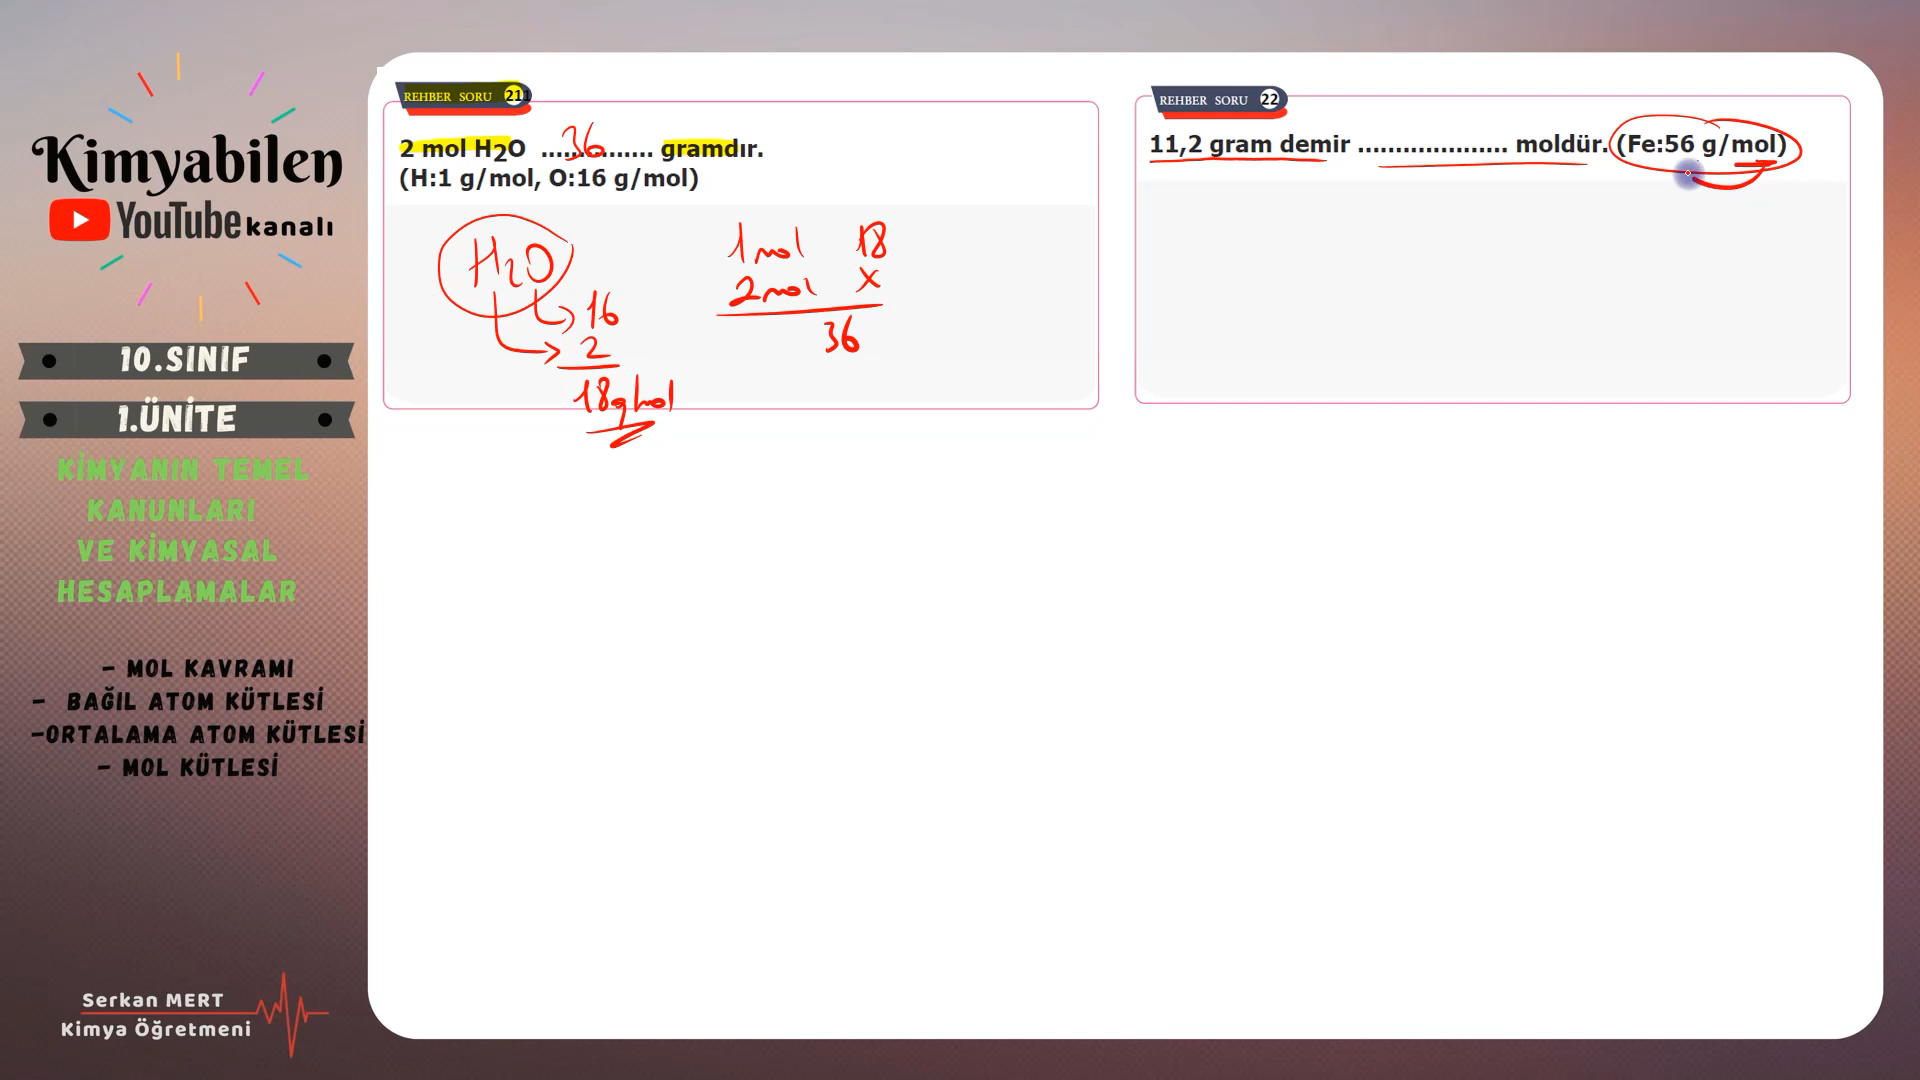 Kimyabilen
YouTube kanalı
10.SINIF
1.ÜNİTE
KİMYANIN TEMEL
KANUNLARI
VE KİMYASAL
HESAPLAMALAR
- MOL KAVRAMI
- BAĞIL ATOM KÜTLESİ
-ORTALAMA ATOM KÜTLESİ
- MOL KÜTLESİ
Serkan MERT
Kimya Öğretmeni
REHBER SORU 211
2 mol H2O ...36... gramdır.
(H:1 g/mol, O:16 g/mol)
H2O
16
2
18 g/mol
1 mol 18
2 mol X
36
REHBER SORU 22
11,2 gram demir .................... moldür. (Fe:56 g/mol)